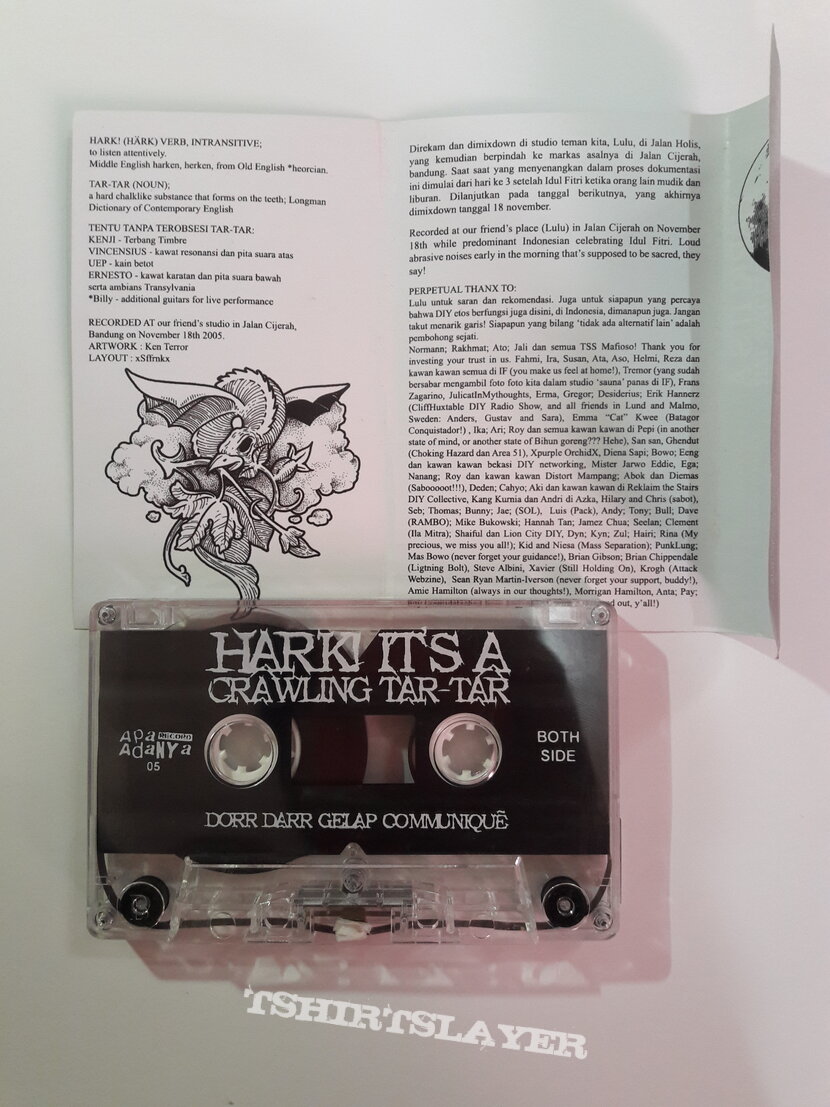 HARK! (HÄRK) VERB, INTRANSITIVE;
to listen attentively.
Middle English harken, herken, from Old English *heorcian.
TAR-TAR (NOUN);
a hard chalklike substance that forms on the teeth; Longman
Dictionary of Contemporary English
TENTU TANPA TEROBSESI TAR-TAR:
KENJI - Terbang Timbre
VINCENSIUS - kawat resonansi dan pita suara atas
UEP - kain betot
ERNESTO - kawat karatan dan pita suara bawah
serta ambians Transylvania
*Billy - additional guitars for live performance
RECORDED AT our friend's studio in Jalan Cijerah,
Bandung on November 18th 2005.
ARTWORK : Ken Terror
LAYOUT : xSffrnkx
Direkam dan dimixdown di studio teman kita, Lulu, di Jalan Holis,
yang kemudian berpindah ke markas asalnya di Jalan Cijerah,
bandung. Saat saat yang menyenangkan dalam proses dokumentasi
ini dimulai dari hari ke 3 setelah Idul Fitri ketika orang lain mudik dan
liburan. Dilanjutkan pada tanggal berikutnya, yang akhirnya
dimixdown tanggal 18 november.
Recorded at our friend's place (Lulu) in Jalan Cijerah on November
18th while predominant Indonesian celebrating Idul Fitri. Loud
abrasive noises early in the morning that's supposed to be sacred, they
say!
PERPETUAL THANX TO:
Lulu untuk saran dan rekomendasi. Juga untuk siapapun yang percaya
bahwa DIY etos berfungsi juga disini, di Indonesia, dimanapun juga. Jangan
takut menarik garis! Siapapun yang bilang 'tidak ada alternatif lain' adalah
pembohong sejati.
Normann; Rakhmat; Ato; Jali dan semua TSS Mafioso! Thank you for
investing your trust in us. Fahmi, Ira, Susan, Ata, Aso, Helmi, Reza dan
kawan kawan semua di IF (you make us feel at home!), Tremor (yang sudah
bersabar mengambil foto foto kita dalam studio 'sauna' panas di IF), Frans
Zagarino, JulicatInMythoughts, Erma, Gregor; Desiderius; Erik Hannerz
(CliffHuxtable DIY Radio Show, and all friends in Lund and Malmo,
Sweden: Anders, Gustav and Sara), Emma "Cat" Kwee (Batagor
Conquistador!) , Ika; Ari; Roy dan semua kawan kawan di Pepi (in another
state of mind, or another state of Bihun goreng??? Hehe), San san, Ghendut
(Choking Hazard dan Area 51), Xpurple OrchidX, Diena Sapi; Bowo; Eeng
dan kawan kawan bekasi DIY networking, Mister Jarwo Eddie, Ega;
Nanang; Roy dan kawan kawan Distort Mampang; Abok dan Diemas
(Sabooooot!!!), Deden; Cahyo; Aki dan kawan kawan di Reklaim the Stairs
DIY Collective, Kang Kurnia dan Andri di Azka, Hilary and Chris (sabot),
Seb; Thomas; Bunny; Jae; (SOL), Luis (Pack), Andy; Tony; Bull; Dave
(RAMBO); Mike Bukowski; Hannah Tan; Jamez Chua; Seelan; Clement
(Ila Mitra); Shaiful dan Lion City DIY, Dyn; Kyn; Zul; Hairi; Rina (My
precious, we miss you all!); Kid and Niesa (Mass Separation); PunkLung;
Mas Bowo (never forget your guidance!), Brian Gibson; Brian Chippendale
(Ligtning Bolt), Steve Albini, Xavier (Still Holding On), Krogh (Attack
Webzine), Sean Ryan Martin-Iverson (never forget your support, buddy!),
Amie Hamilton (always in our thoughts!), Morrigan Hamilton, Anta; Pay;
out, y'all!)
HARK! IT'S A
CRAWLING TAR-TAR
APa RECORD
AdaNYa
05
BOTH
SIDE
DORR DARR GELAP COMMUNIQUẼ
TSHIRTSLAYER